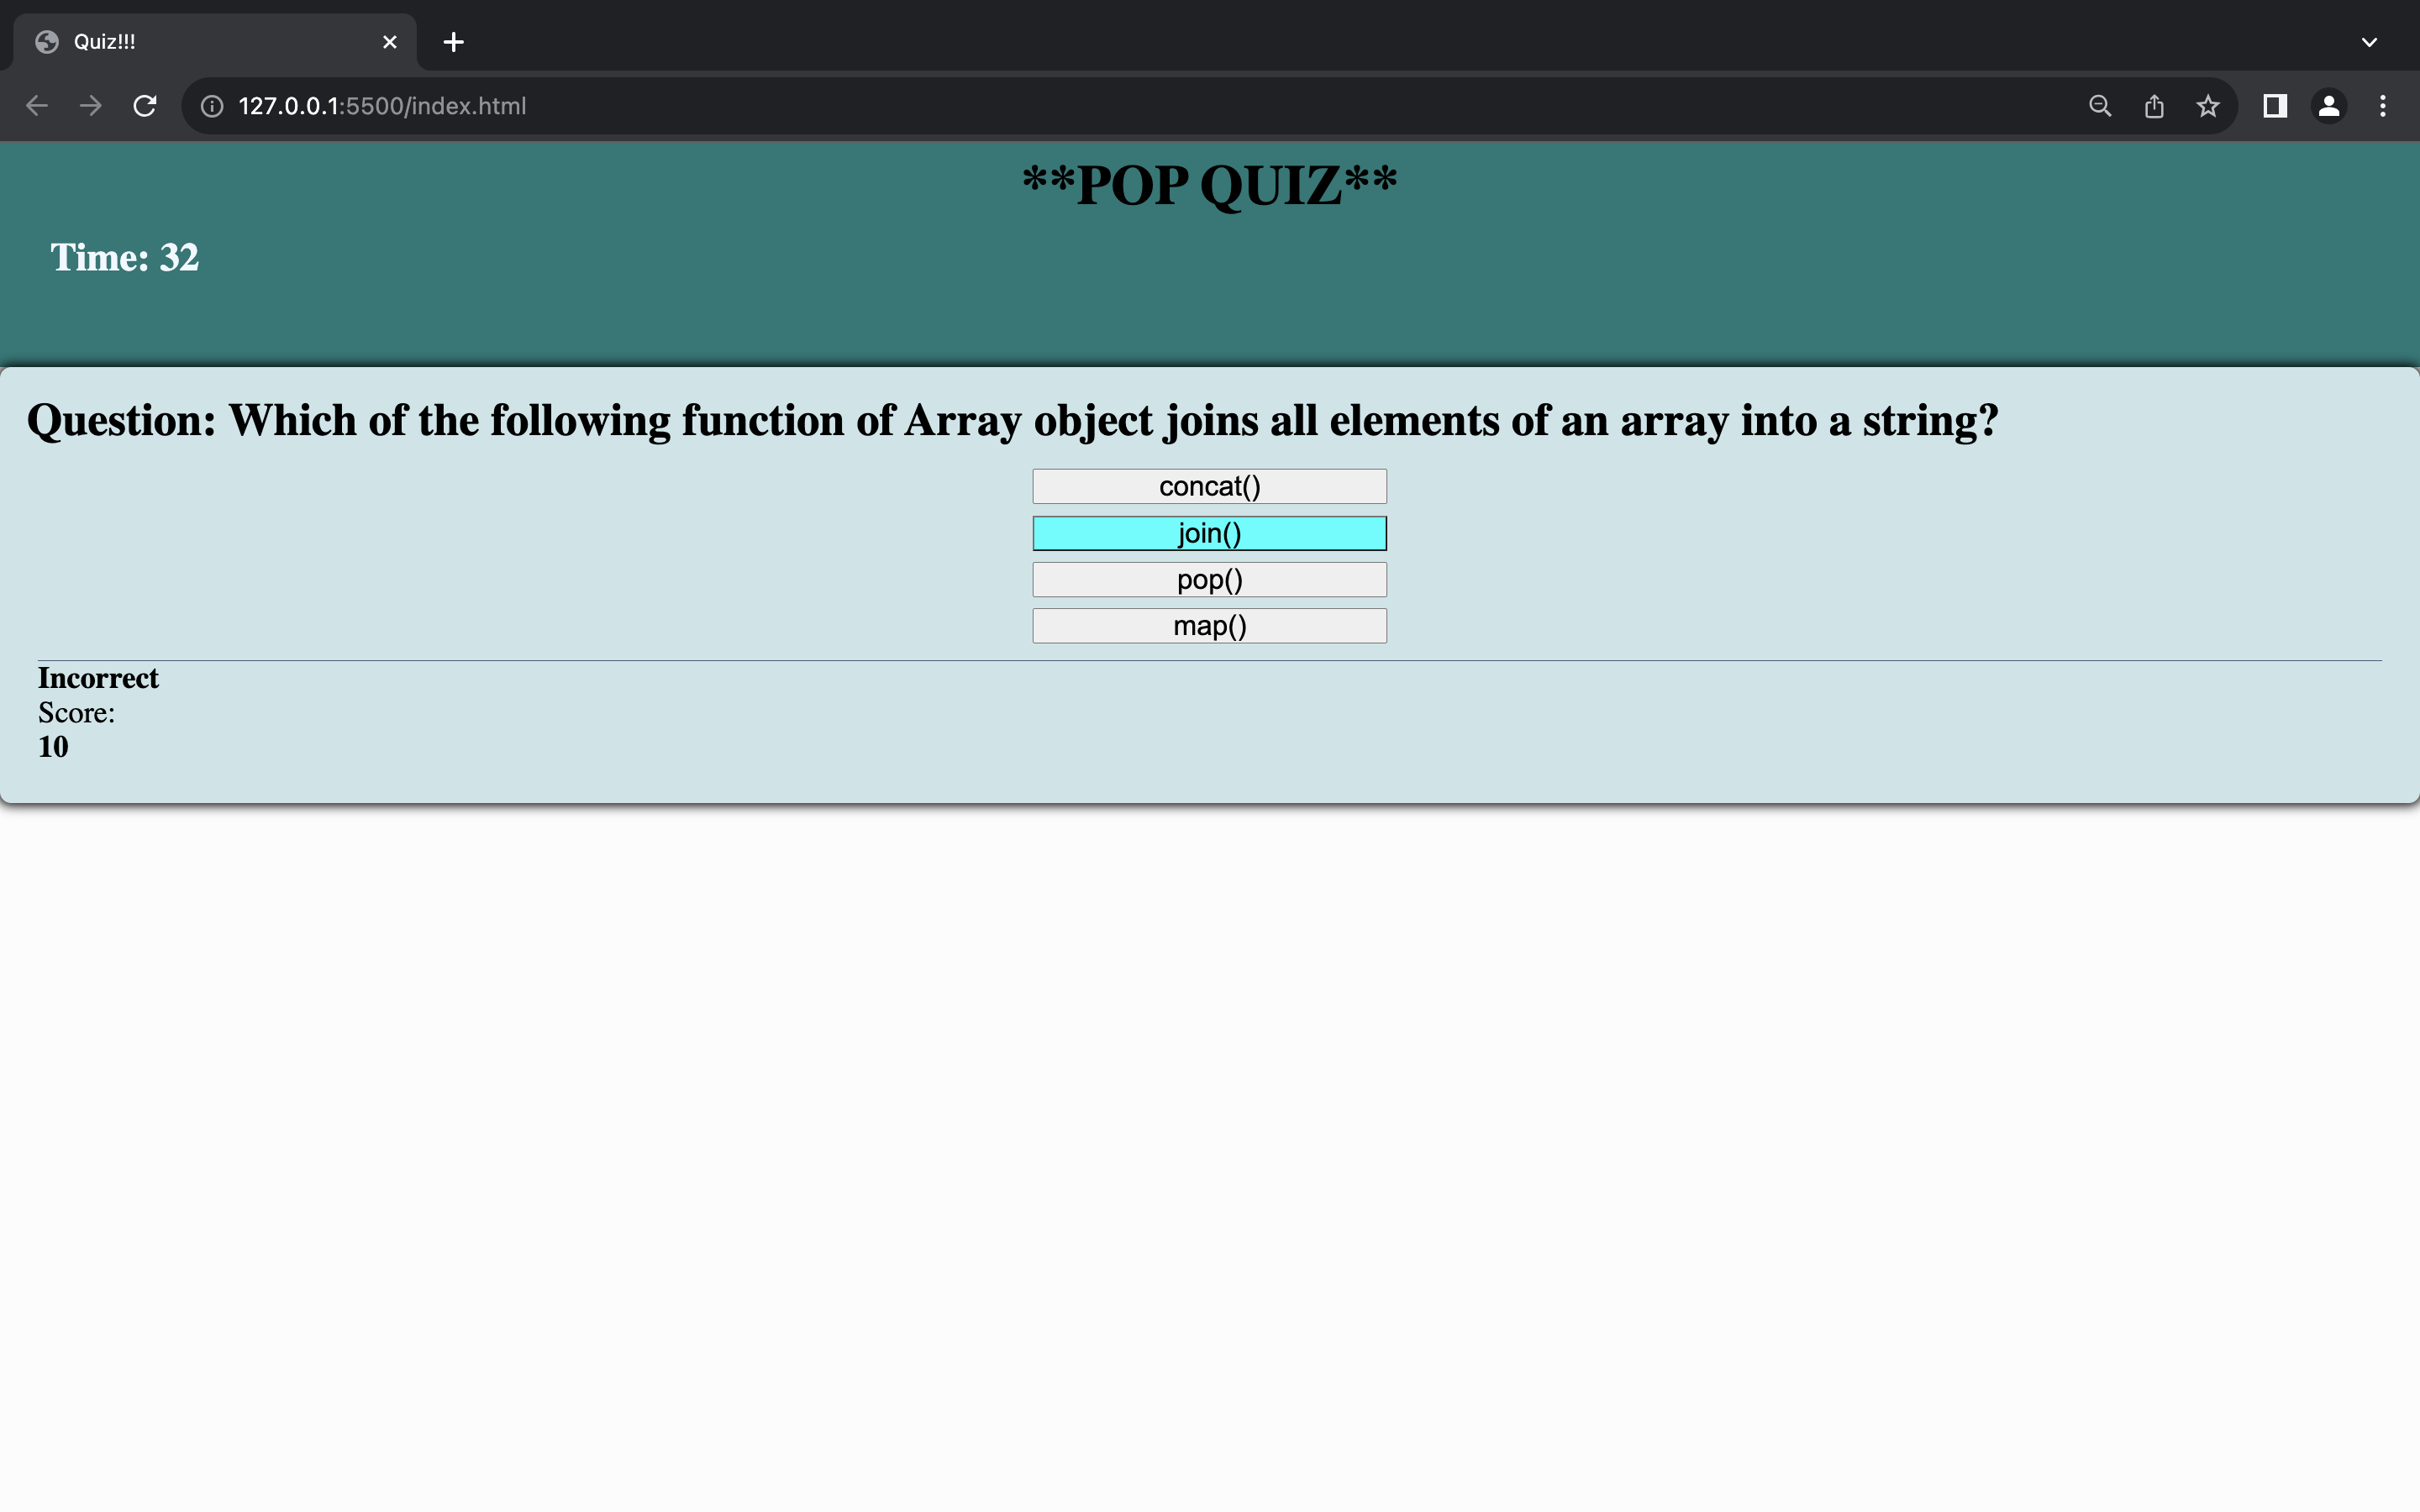 Quiz!!!
127.0.0.1:5500/index.html
**POP QUIZ**
Time: 32
Question: Which of the following function of Array object joins all elements of an array into a string?
concat()
join()
pop()
map()
Incorrect
Score:
10